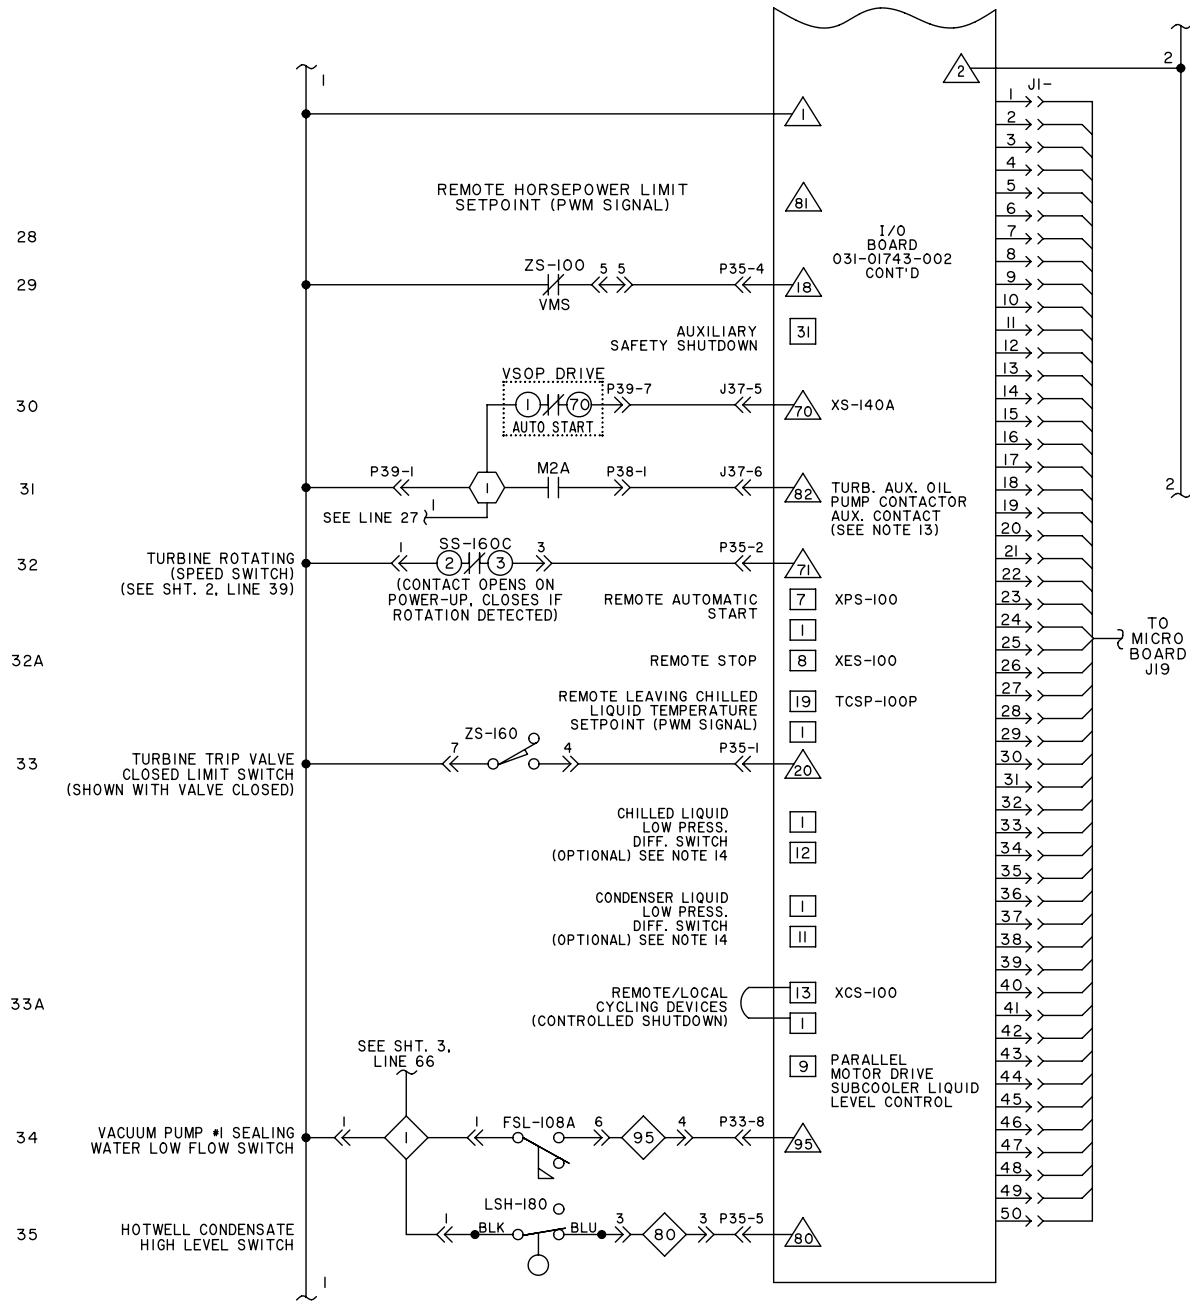 2
2
1
J1-
1
REMOTE HORSEPOWER LIMIT
SETPOINT (PWM SIGNAL)
81
28
I/O
BOARD
031-01743-002
CONT'D
29
ZS-100
VMS
5 5
P35-4
18
AUXILIARY
SAFETY SHUTDOWN
31
30
VSOP DRIVE
1
70
AUTO START
P39-7
J37-5
70
XS-140A
31
P39-1
1
M2A
P38-1
J37-6
82
TURB. AUX. OIL
PUMP CONTACTOR
AUX. CONTACT
(SEE NOTE 13)
2
SEE LINE 27
1
32
TURBINE ROTATING
(SPEED SWITCH)
(SEE SHT. 2, LINE 39)
1
SS-160C
2
3
3
P35-2
71
(CONTACT OPENS ON
POWER-UP, CLOSES IF
ROTATION DETECTED)
REMOTE AUTOMATIC
START
7
XPS-100
1
32A
REMOTE STOP
8
XES-100
REMOTE LEAVING CHILLED
LIQUID TEMPERATURE
SETPOINT (PWM SIGNAL)
19
TCSP-100P
1
33
TURBINE TRIP VALVE
CLOSED LIMIT SWITCH
(SHOWN WITH VALVE CLOSED)
7
ZS-160
4
P35-1
20
CHILLED LIQUID
LOW PRESS.
DIFF. SWITCH
(OPTIONAL) SEE NOTE 14
1
12
CONDENSER LIQUID
LOW PRESS.
DIFF. SWITCH
(OPTIONAL) SEE NOTE 14
1
11
33A
REMOTE/LOCAL
CYCLING DEVICES
(CONTROLLED SHUTDOWN)
13
XCS-100
1
9
PARALLEL
MOTOR DRIVE
SUBCOOLER LIQUID
LEVEL CONTROL
SEE SHT. 3,
LINE 66
34
VACUUM PUMP #1 SEALING
WATER LOW FLOW SWITCH
1
1
1
FSL-108A
6
95
4
P33-8
95
35
HOTWELL CONDENSATE
HIGH LEVEL SWITCH
1
BLK
LSH-180
BLU
3
80
3
P35-5
80
1
1
2
3
4
5
6
7
8
9
10
11
12
13
14
15
16
17
18
19
20
21
22
23
24
25
26
27
28
29
30
31
32
33
34
35
36
37
38
39
40
41
42
43
44
45
46
47
48
49
50
TO
MICRO
BOARD
J19